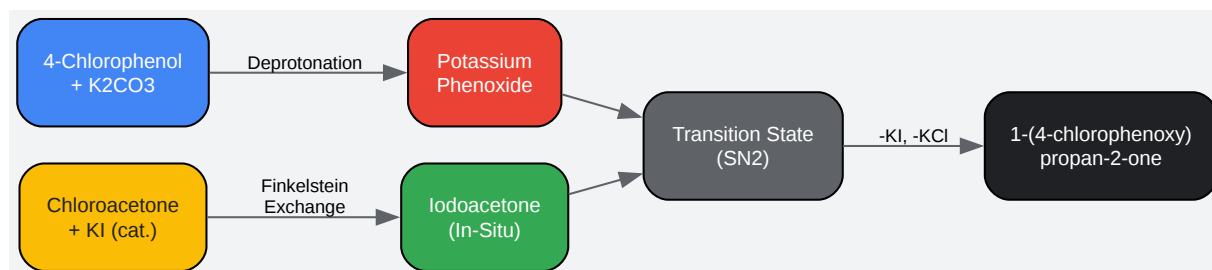 4-Chlorophenol
+ K2CO3
Deprotonation
Potassium
Phenoxide
Chloroacetone
+ KI (cat.)
Finkelstein
Exchange
Iodoacetone
(In-Situ)
Transition State
(SN2)
-KI, -KCl
1-(4-chlorophenoxy)
propan-2-one